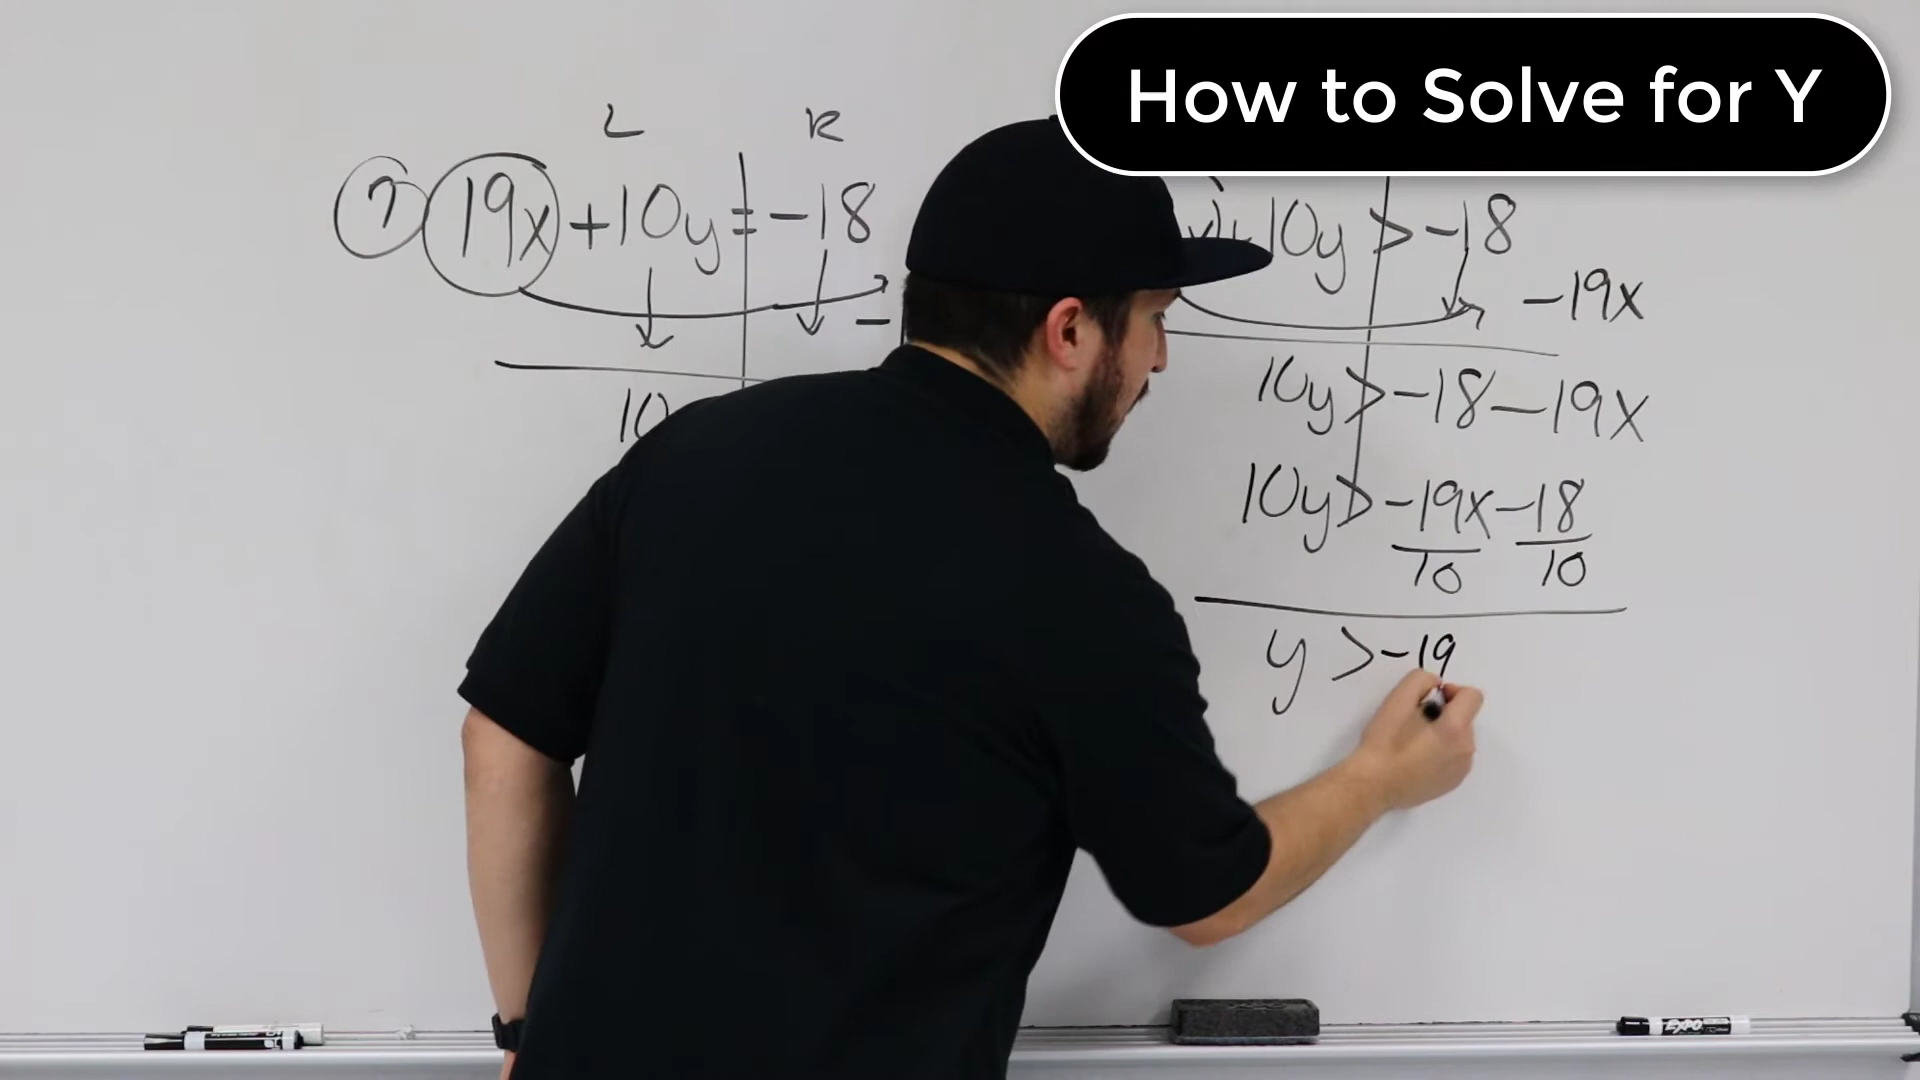 How to Solve for Y
L R
7 19x + 10y = -18
10
10y > -18
-19x
10y > -18 - 19x
10y > -19x - 18
10 10
y > -19
EXPO